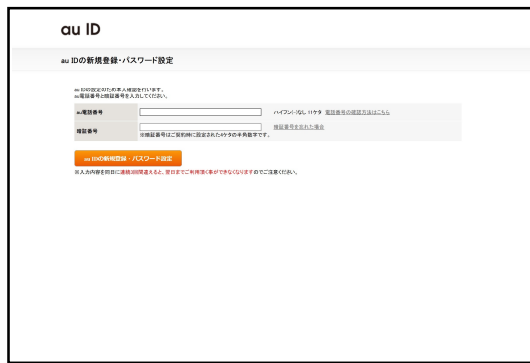 au ID
au IDの新規登録・パスワード設定
au IDの設定のため本人確認を行います。
au電話番号と暗証番号を入力してください。
au電話番号 ハイフン(-)なし 11ケタ 電話番号の確認方法はこちら
暗証番号 暗証番号を忘れた場合
※暗証番号はご契約時に設定された4ケタの半角数字です。
au IDの新規登録・パスワード設定
※入力内容を同日に連続3回間違えると、翌日までご利用頂く事ができなくなりますのでご注意ください。